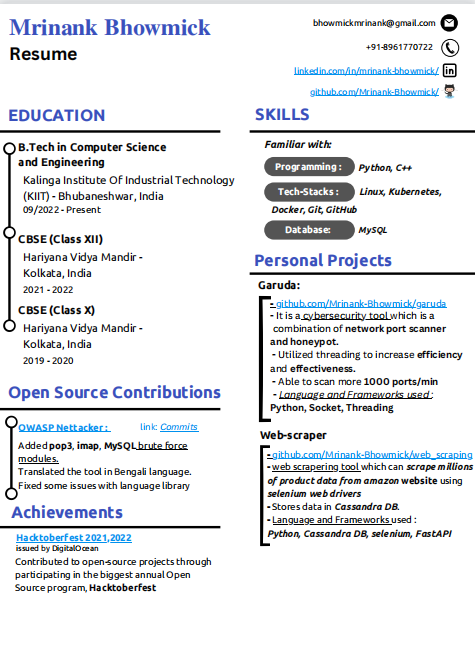 Mrinank Bhowmick
Resume
bhowmickmrinank@gmail.com
+91-8961770722
linkedin.com/in/mrinank-bhowmick/
github.com/Mrinank-Bhowmick/
EDUCATION
B.Tech in Computer Science
and Engineering
Kalinga Institute Of Industrial Technology
(KIIT) - Bhubaneshwar, India
09/2022 - Present
CBSE (Class XII)
Hariyana Vidya Mandir -
Kolkata, India
2021 - 2022
CBSE (Class X)
Hariyana Vidya Mandir -
Kolkata, India
2019 - 2020
Open Source Contributions
OWASP Nettacker : link: Commits
Added pop3, imap, MySQL brute force
modules.
Translated the tool in Bengali language.
Fixed some issues with language library
Achievements
Hacktoberfest 2021,2022
issued by DigitalOcean
Contributed to open-source projects through
participating in the biggest annual Open
Source program, Hacktoberfest
SKILLS
Familiar with:
Programming : Python, C++
Tech-Stacks : Linux, Kubernetes,
Docker, Git, GitHub
Database: MySQL
Personal Projects
Garuda:
- github.com/Mrinank-Bhowmick/garuda
- It is a cybersecurity tool which is a
combination of network port scanner
and honeypot.
- Utilized threading to increase efficiency
and effectiveness.
- Able to scan more 1000 ports/min
- Language and Frameworks used :
Python, Socket, Threading
Web-scraper
- github.com/Mrinank-Bhowmick/web_scraping
- web scrapering tool which can scrape millions
of product data from amazon website using
selenium web drivers
- Stores data in Cassandra DB.
- Language and Frameworks used :
Python, Cassandra DB, selenium, FastAPI